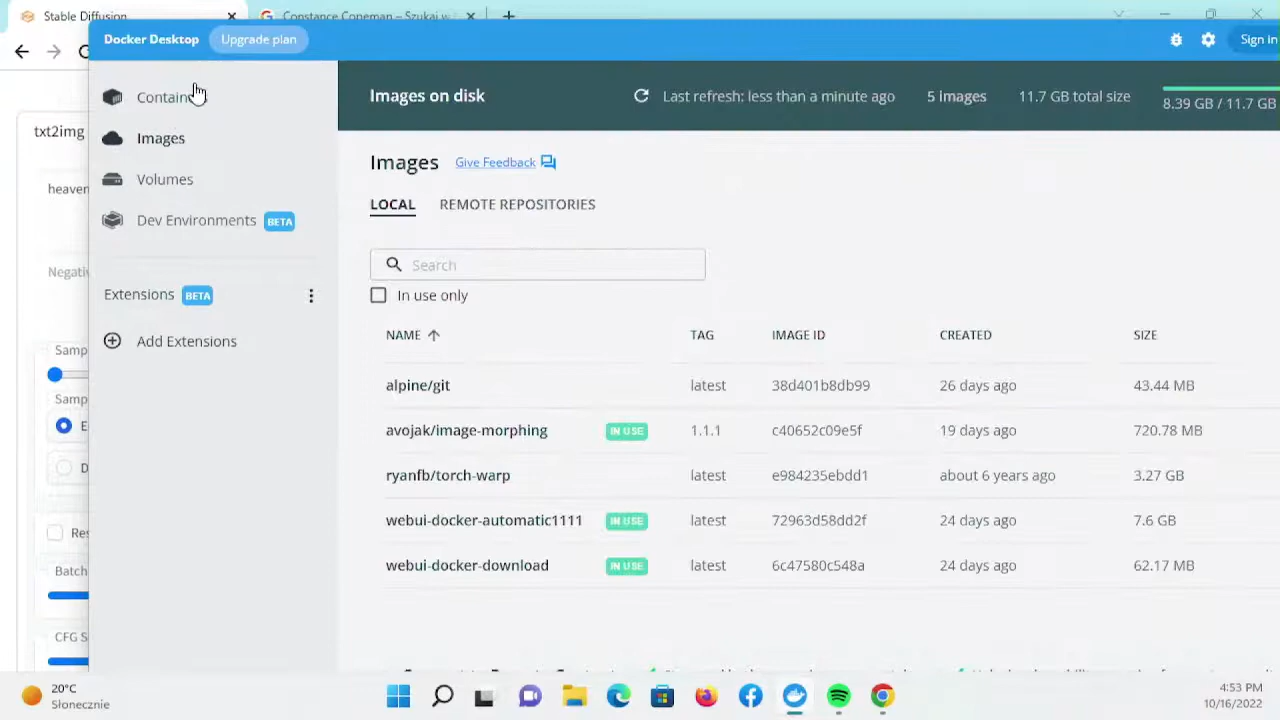 Stable Diffusion
Constance Coneman – Szukaj w
Docker Desktop
Upgrade plan
Sign in
Images on disk
Last refresh: less than a minute ago
5 images
11.7 GB total size
8.39 GB / 11.7 GB
Images
Volumes
Dev Environments BETA
Extensions BETA
Add Extensions
Images
Give Feedback
LOCAL
REMOTE REPOSITORIES
Search
In use only
NAME TAG IMAGE ID CREATED SIZE
alpine/git latest 38d401b8db99 26 days ago 43.44 MB
avojak/image-morphing IN USE 1.1.1 c40652c09e5f 19 days ago 720.78 MB
ryanfb/torch-warp latest e984235ebdd1 about 6 years ago 3.27 GB
webui-docker-automatic1111 IN USE latest 72963d58dd2f 24 days ago 7.6 GB
webui-docker-download IN USE latest 6c47580c548a 24 days ago 62.17 MB
txt2img
heaven
Batch
CFG S
20°C
Słonecznie
4:53 PM
10/16/2022